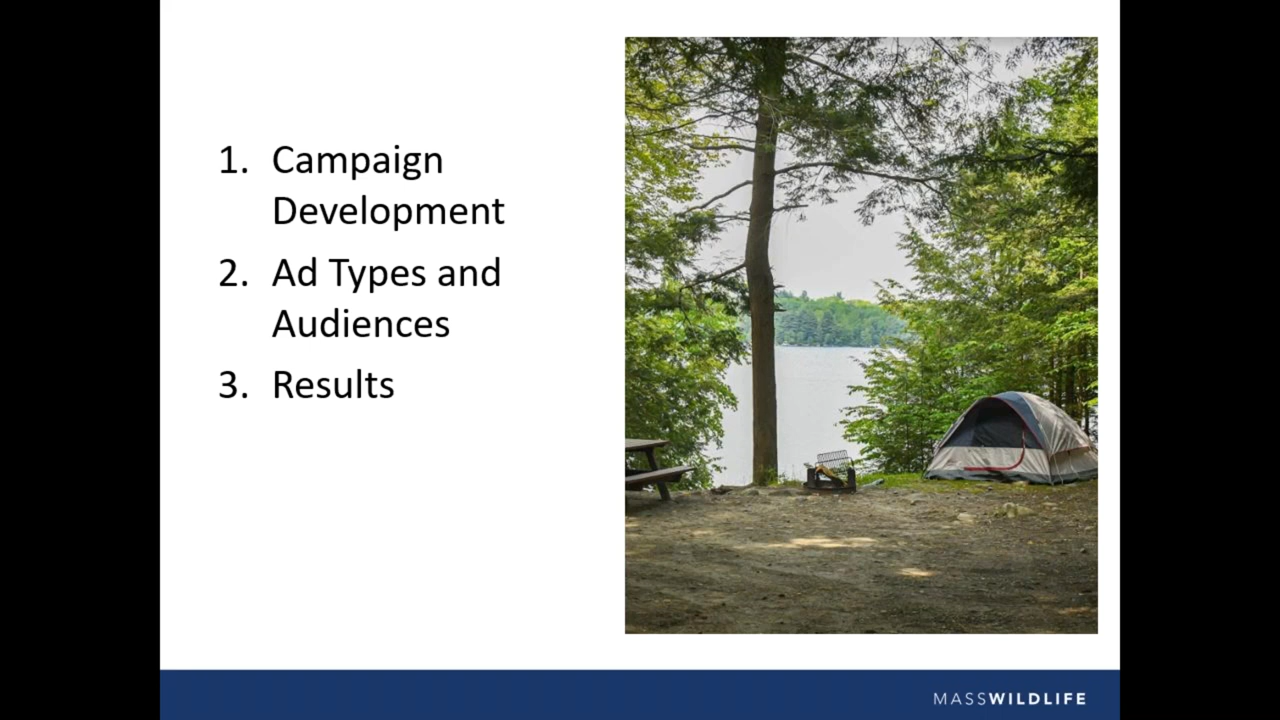 1. Campaign
Development
2. Ad Types and
Audiences
3. Results
MASSWILDLIFE